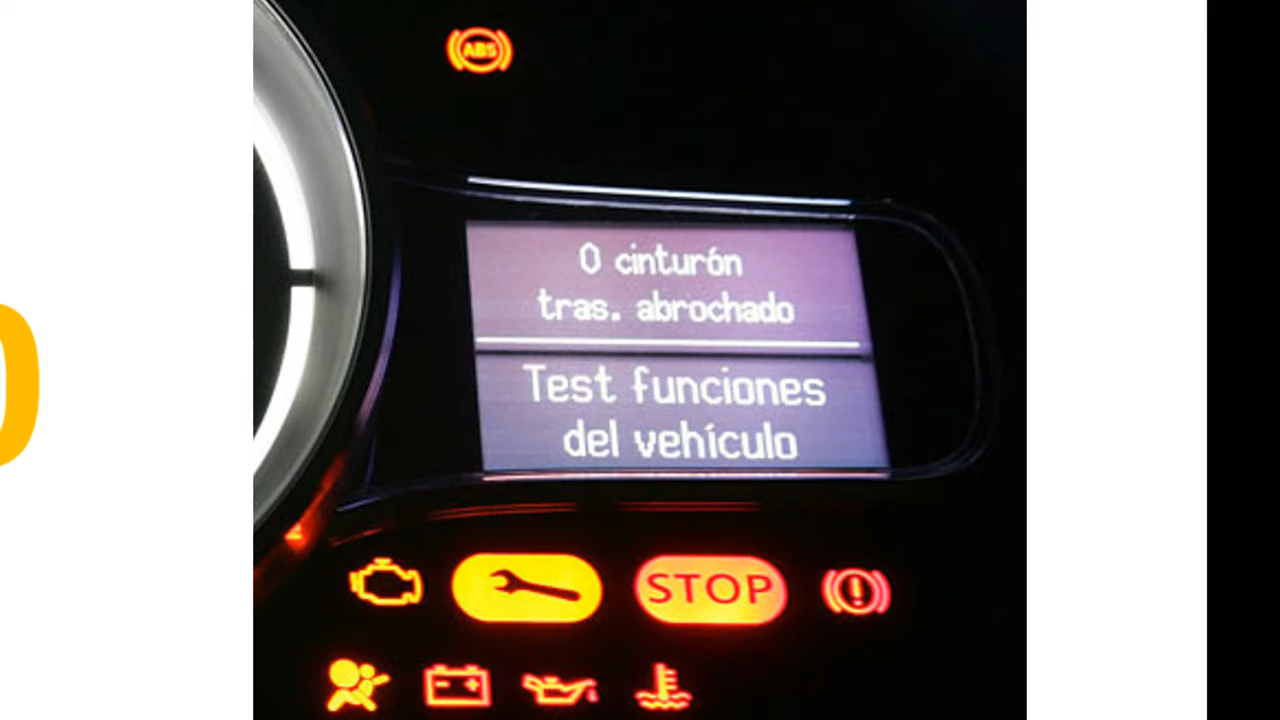 ABS
0 cinturón
tras. abrochado
Test funciones
del vehículo
STOP